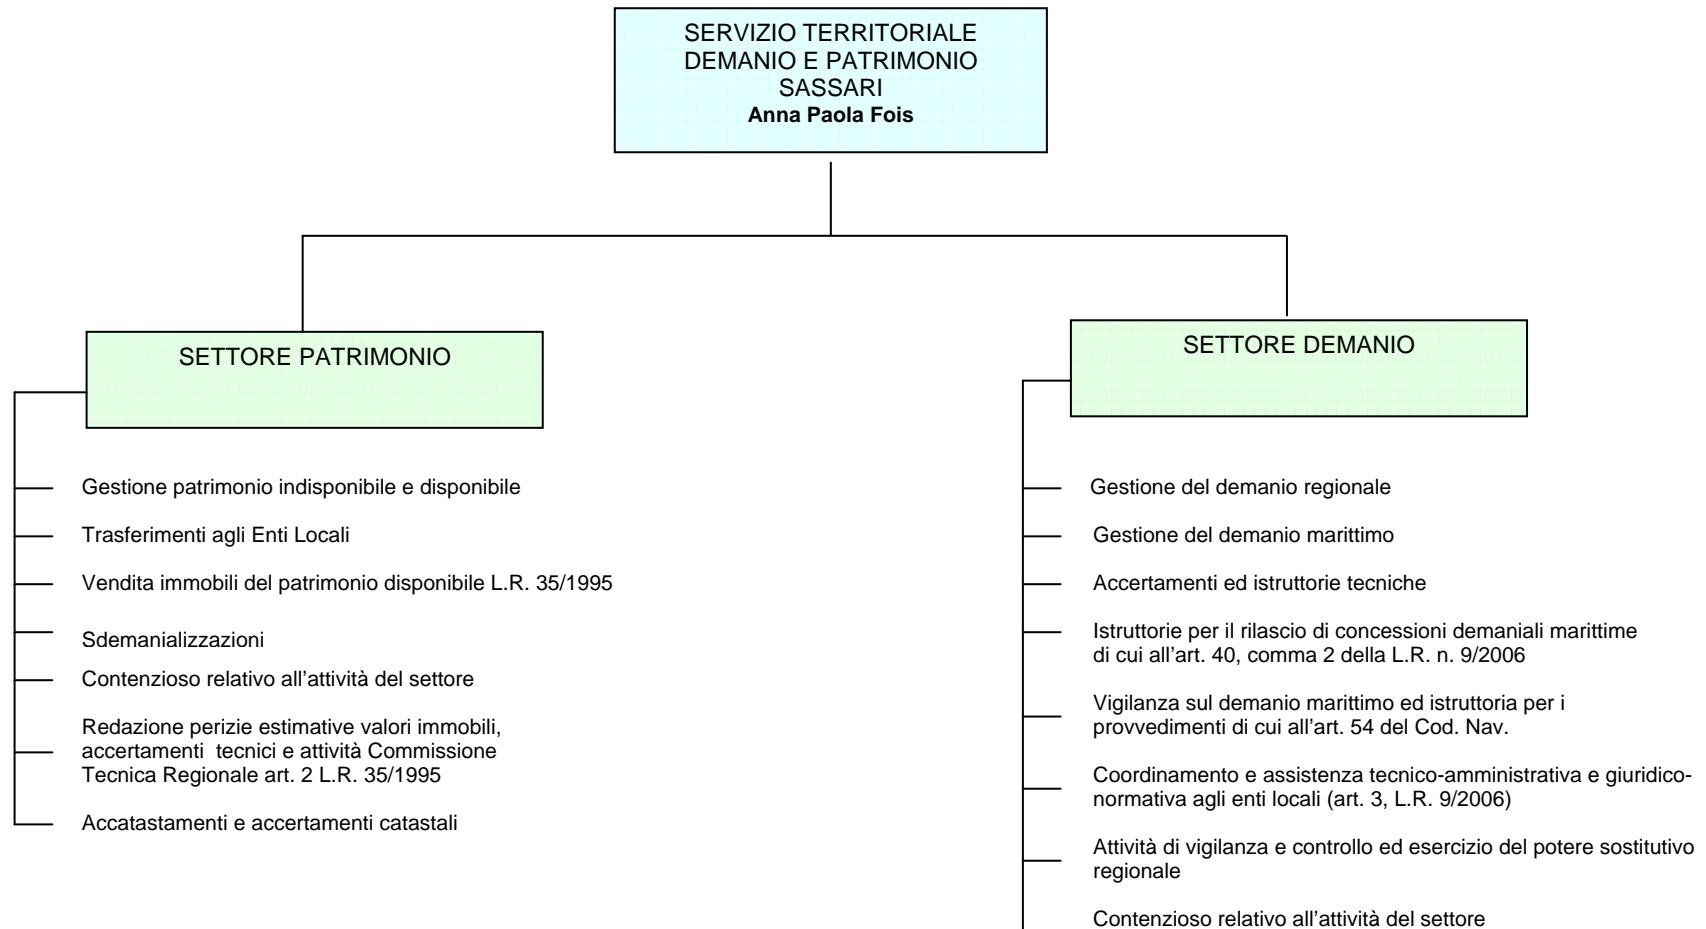 SERVIZIO TERRITORIALE
DEMANIO E PATRIMONIO
SASSARI
Anna Paola Fois
SETTORE PATRIMONIO
Gestione patrimonio indisponibile e disponibile
Trasferimenti agli Enti Locali
Vendita immobili del patrimonio disponibile L.R. 35/1995
Sdemanializzazioni
Contenzioso relativo all'attività del settore
Redazione perizie estimative valori immobili,
accertamenti tecnici e attività Commissione
Tecnica Regionale art. 2 L.R. 35/1995
Accatastamenti e accertamenti catastali
SETTORE DEMANIO
Gestione del demanio regionale
Gestione del demanio marittimo
Accertamenti ed istruttorie tecniche
Istruttorie per il rilascio di concessioni demaniali marittime
di cui all'art. 40, comma 2 della L.R. n. 9/2006
Vigilanza sul demanio marittimo ed istruttoria per i
provvedimenti di cui all'art. 54 del Cod. Nav.
Coordinamento e assistenza tecnico-amministrativa e giuridico-
normativa agli enti locali (art. 3, L.R. 9/2006)
Attività di vigilanza e controllo ed esercizio del potere sostitutivo
regionale
Contenzioso relativo all'attività del settore